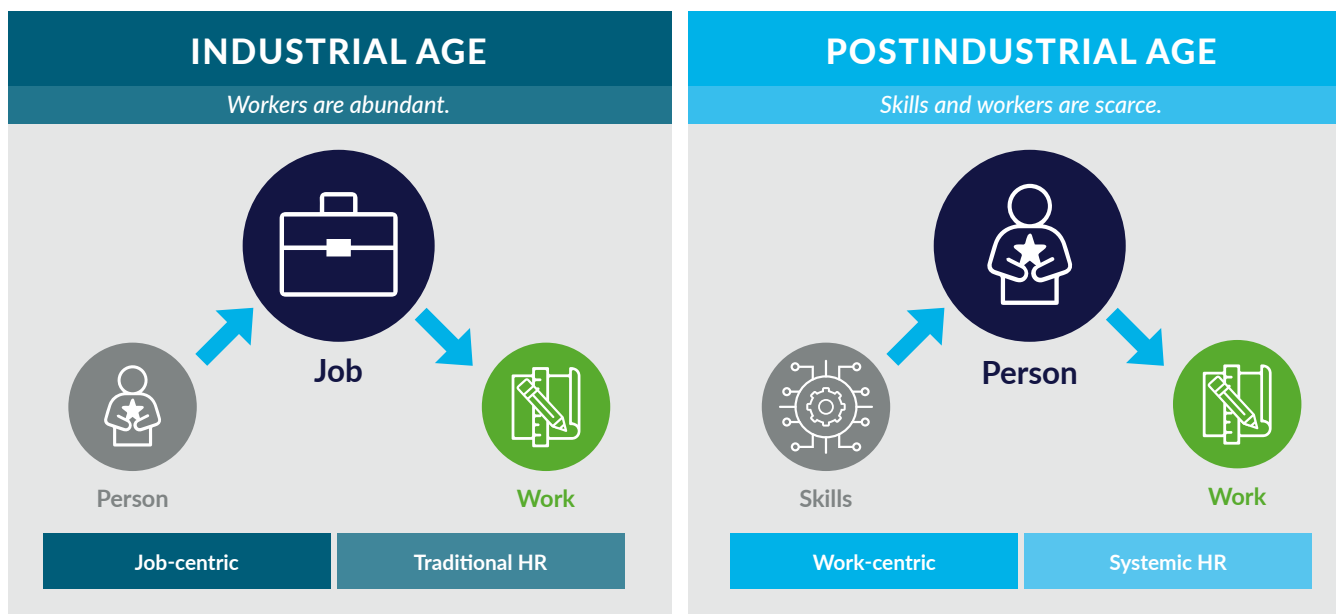 INDUSTRIAL AGE
Workers are abundant.
Job
Person
Work
Job-centric
Traditional HR
POSTINDUSTRIAL AGE
Skills and workers are scarce.
Person
Skills
Work
Work-centric
Systemic HR